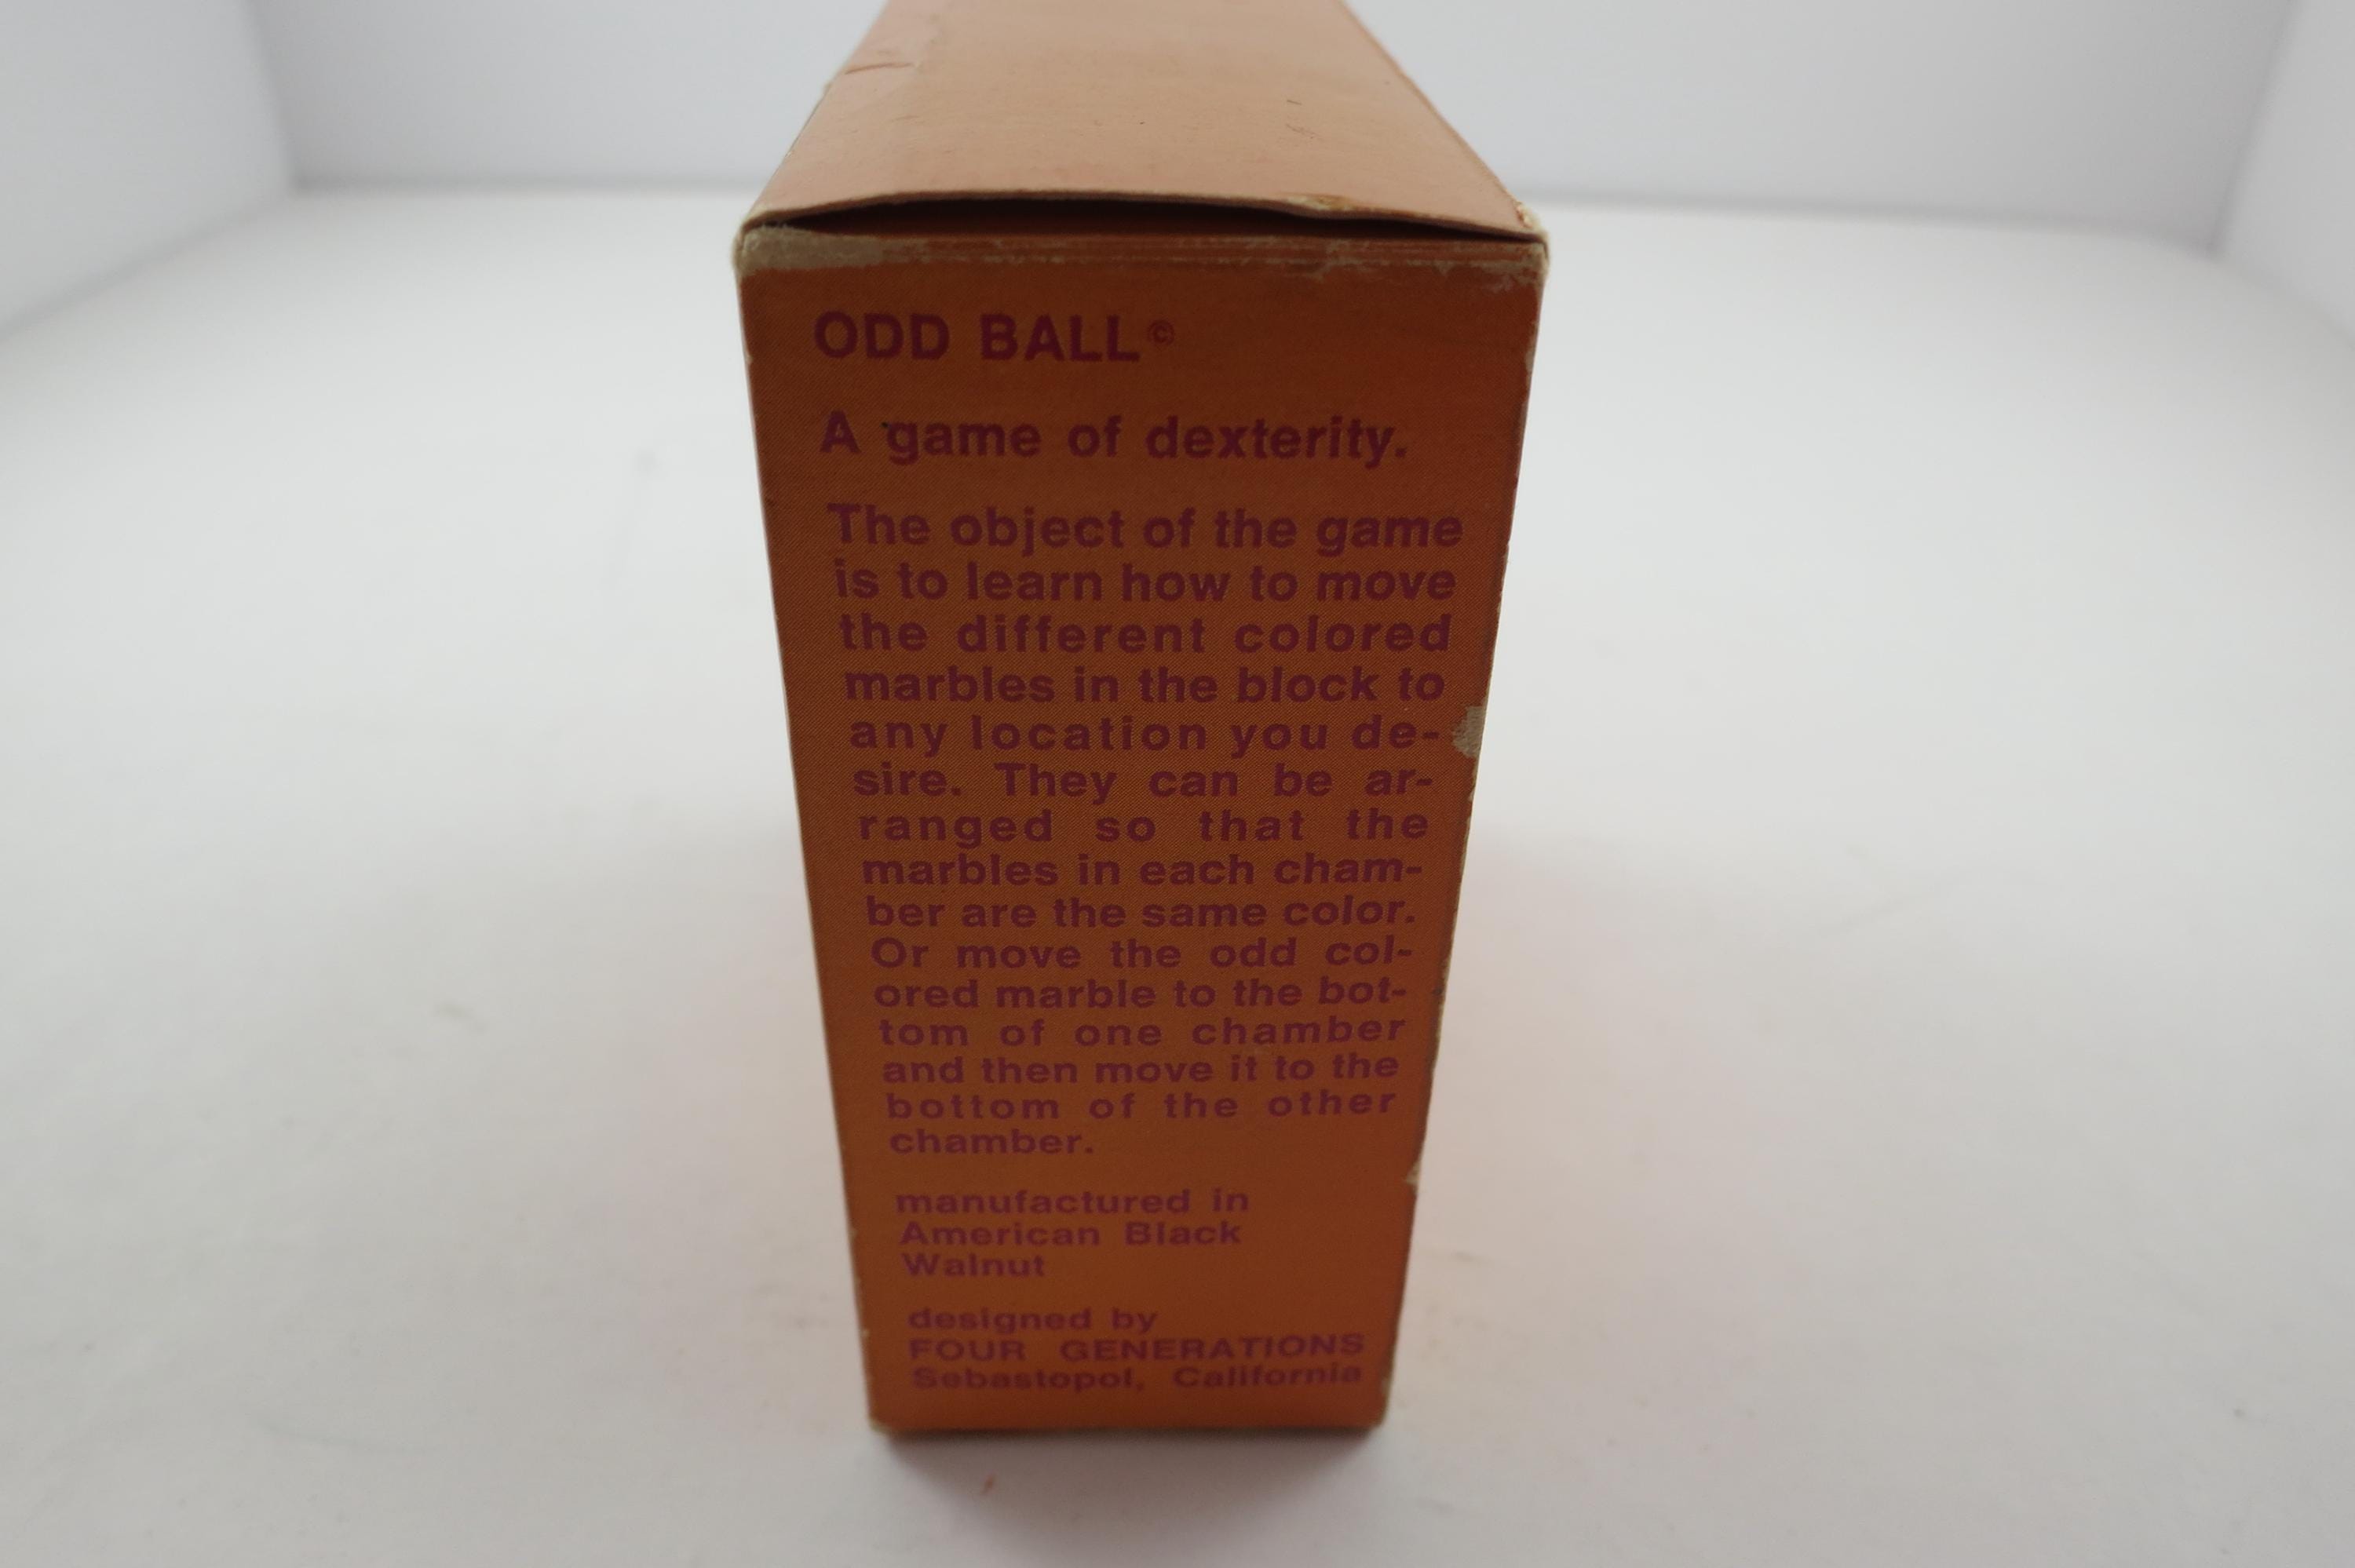 ODD BALL©
A game of dexterity.
The object of the game
is to learn how to move
the different colored
marbles in the block to
any location you de-
sire. They can be ar-
ranged so that the
marbles in each cham-
ber are the same color.
Or move the odd col-
ored marble to the bot-
tom of one chamber
and then move it to the
bottom of the other
chamber.
manufactured in
American Black
Walnut
designed by
FOUR GENERATIONS
Sebastopol, California